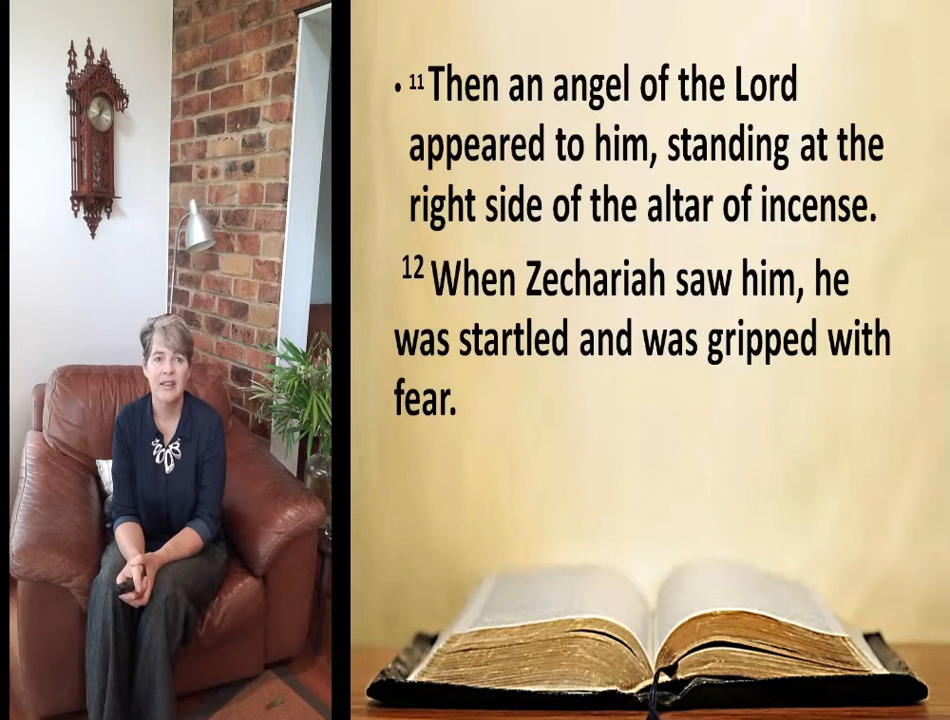 • 11 Then an angel of the Lord
appeared to him, standing at the
right side of the altar of incense.
12 When Zechariah saw him, he
was startled and was gripped with
fear.